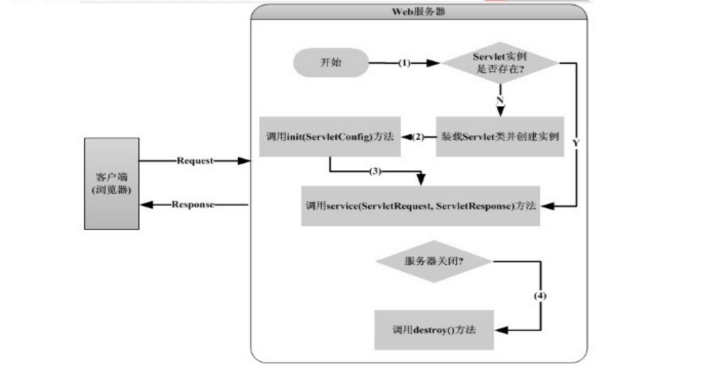 Web服务器
开始
(1)
Servlet实例
是否存在?
N
Y
调用init(ServletConfig)方法
(2)
装载Servlet类并创建实例
(3)
客户端
(浏览器)
Request
Response
调用service(ServletRequest, ServletResponse)方法
服务器关闭?
(4)
调用destroy()方法